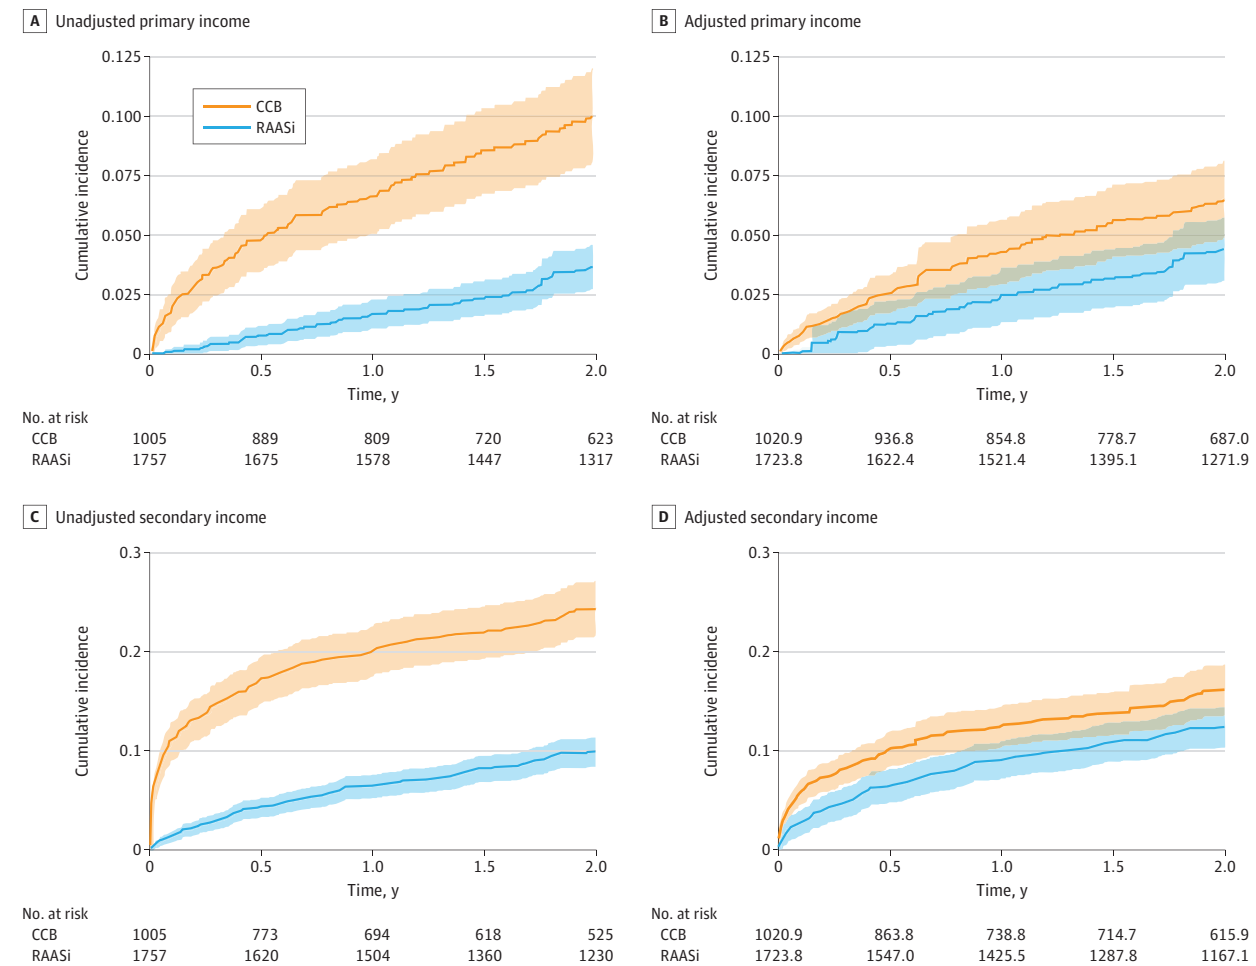 A Unadjusted primary income
Cumulative incidence
0.125
0.100
0.075
0.050
0.025
0
CCB
RAASi
0 0.5 1.0 1.5 2.0
Time, y
No. at risk
CCB 1005 889 809 720 623
RAASi 1757 1675 1578 1447 1317
B Adjusted primary income
Cumulative incidence
0.125
0.100
0.075
0.050
0.025
0
0 0.5 1.0 1.5 2.0
Time, y
No. at risk
CCB 1020.9 936.8 854.8 778.7 687.0
RAASi 1723.8 1622.4 1521.4 1395.1 1271.9
C Unadjusted secondary income
Cumulative incidence
0.3
0.2
0.1
0
0 0.5 1.0 1.5 2.0
Time, y
No. at risk
CCB 1005 773 694 618 525
RAASi 1757 1620 1504 1360 1230
D Adjusted secondary income
Cumulative incidence
0.3
0.2
0.1
0
0 0.5 1.0 1.5 2.0
Time, y
No. at risk
CCB 1020.9 863.8 738.8 714.7 615.9
RAASi 1723.8 1547.0 1425.5 1287.8 1167.1